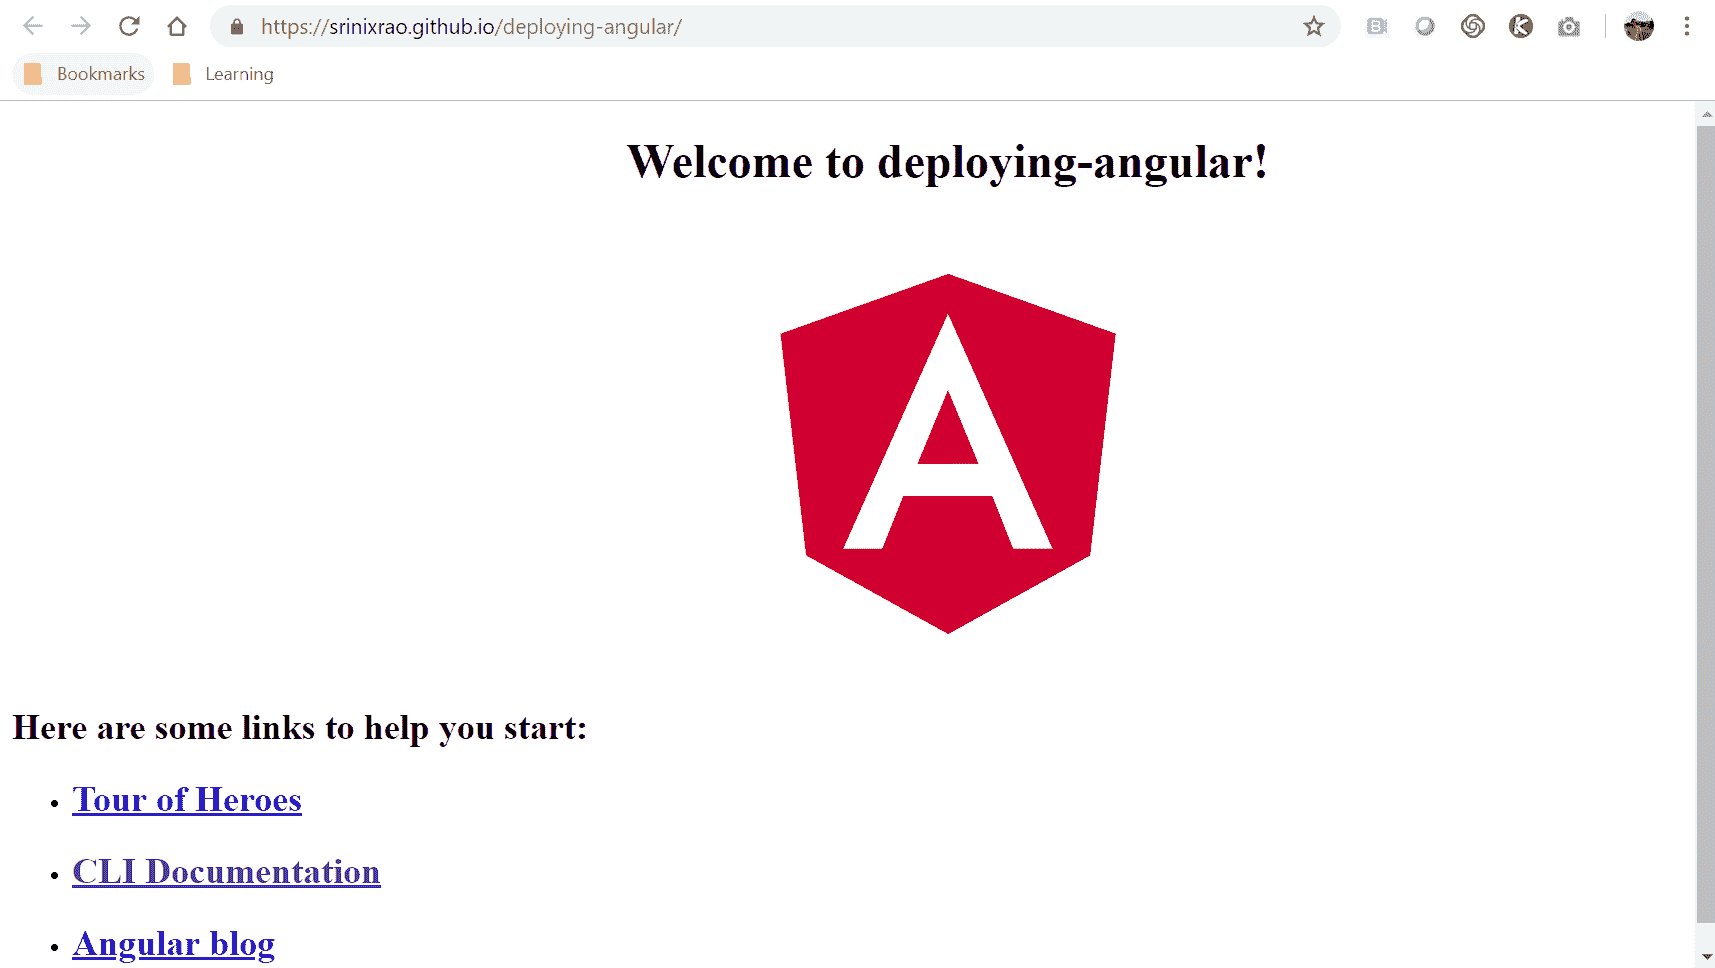 https://srinixrao.github.io/deploying-angular/
Bookmarks Learning
Welcome to deploying-angular!
A
Here are some links to help you start:
Tour of Heroes
CLI Documentation
Angular blog